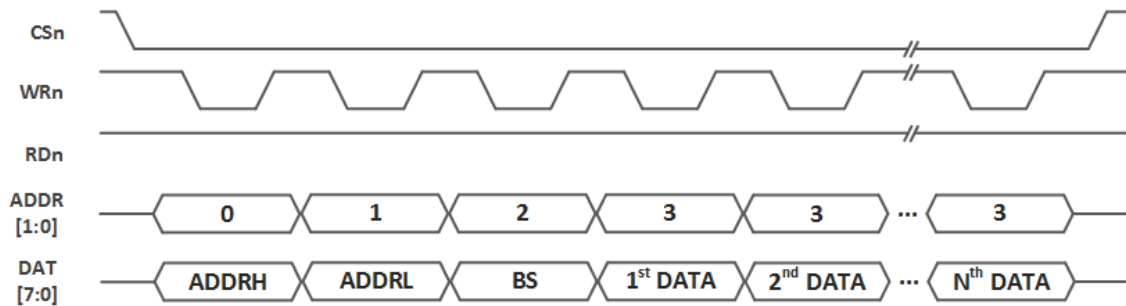 CSn
WRn
RDn
ADDR [1:0] 0 1 2 3 3 ... 3
DAT [7:0] ADDRH ADDRL BS 1st DATA 2nd DATA ... Nth DATA